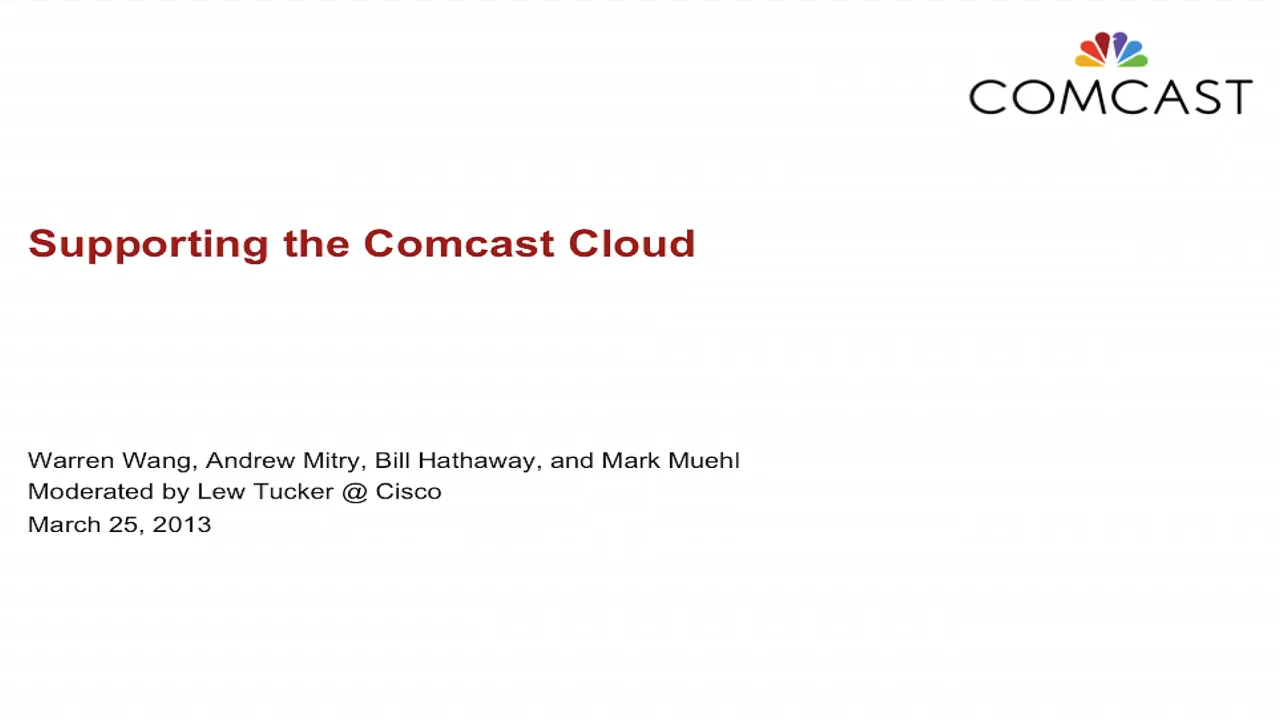 COMCAST
Supporting the Comcast Cloud
Warren Wang, Andrew Mitry, Bill Hathaway, and Mark Muehl
Moderated by Lew Tucker @ Cisco
March 25, 2013